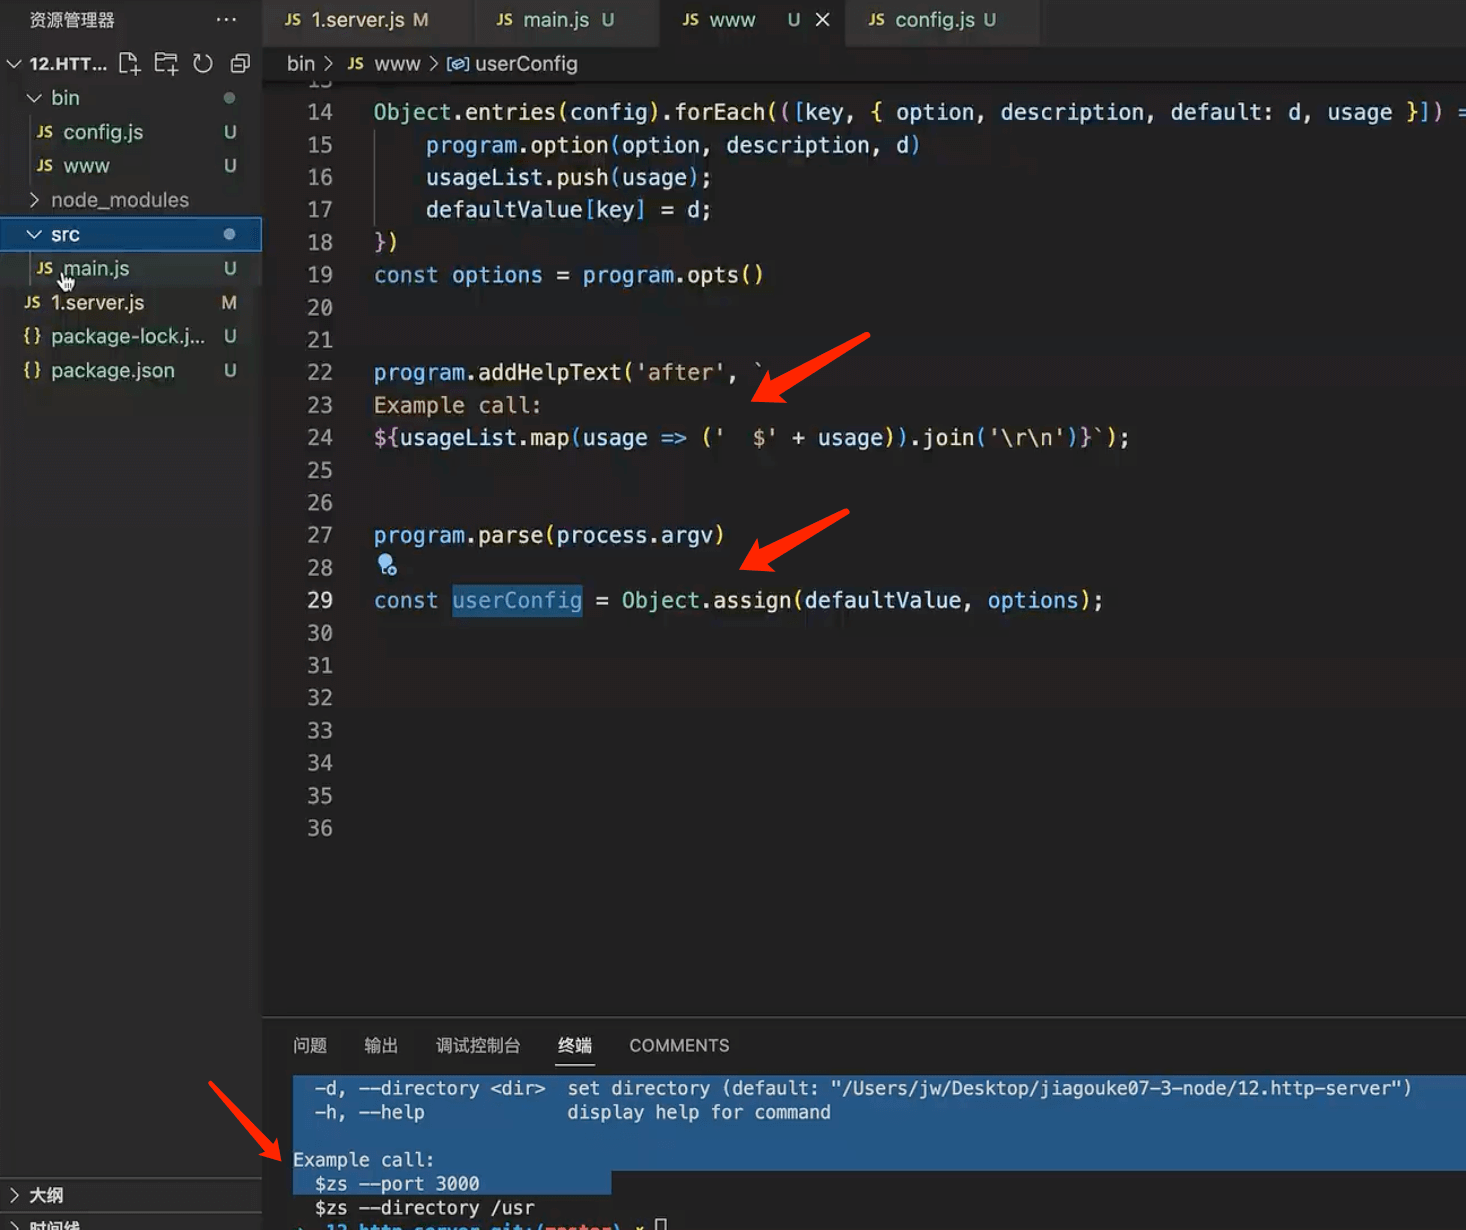 资源管理器 ···
JS 1.server.js M JS main.js U JS www U × JS config.js U
12.HTT...
bin > JS www > userConfig
bin
JS config.js U
JS www U
node_modules
src
JS main.js U
JS 1.server.js M
{} package-lock.j... U
{} package.json U
14 Object.entries(config).forEach(([key, { option, description, default: d, usage }]) =
15 program.option(option, description, d)
16 usageList.push(usage);
17 defaultValue[key] = d;
18 })
19 const options = program.opts()
20
21
22 program.addHelpText('after', `
23 Example call:
24 ${usageList.map(usage => ('  $' + usage)).join('\r\n')}`);
25
26
27 program.parse(process.argv)
28
29 const userConfig = Object.assign(defaultValue, options);
30
31
32
33
34
35
36
问题 输出 调试控制台 终端 COMMENTS
-d, --directory <dir>  set directory (default: "/Users/jw/Desktop/jiagouke07-3-node/12.http-server")
-h, --help  display help for command
Example call:
$zs --port 3000
$zs --directory /usr
大纲
时间线